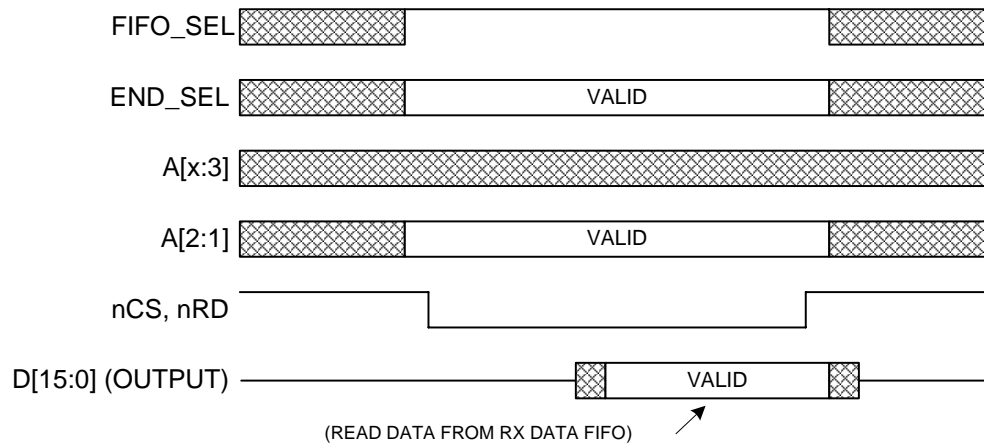 FIFO_SEL
END_SEL VALID
A[x:3]
A[2:1] VALID
nCS, nRD
D[15:0] (OUTPUT) VALID
(READ DATA FROM RX DATA FIFO)